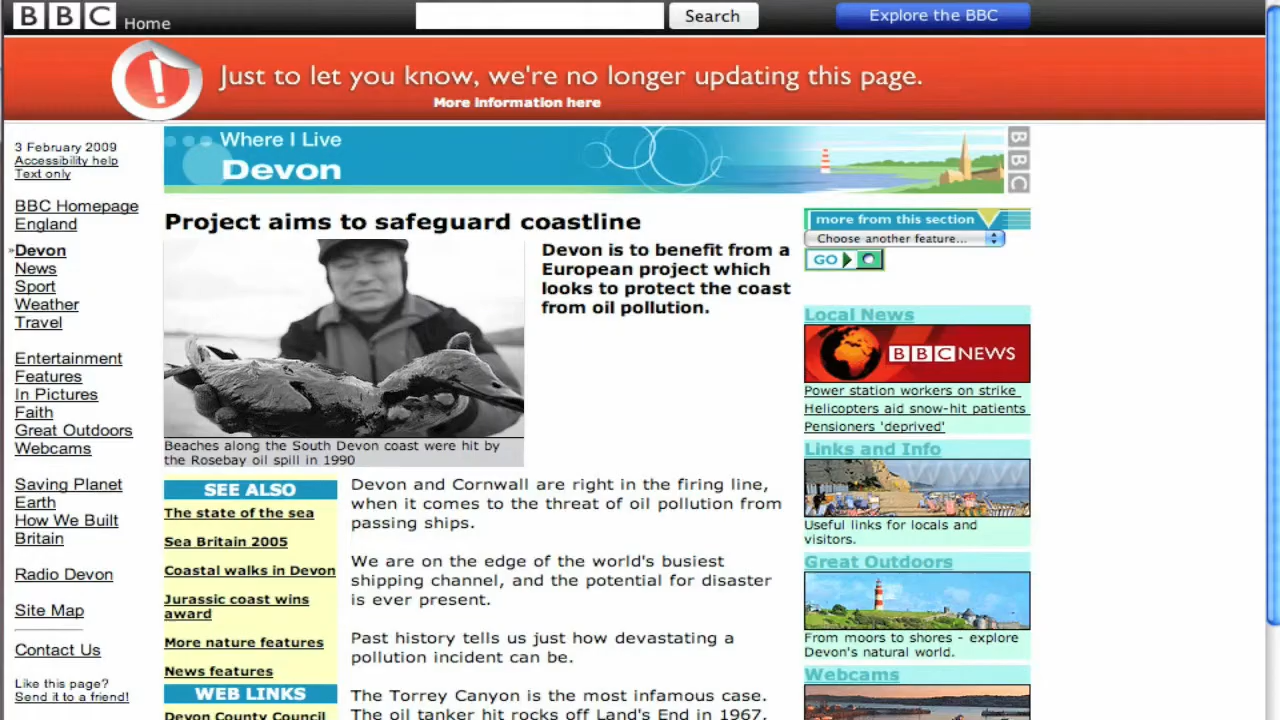 BBC Home
Search
Explore the BBC
Just to let you know, we're no longer updating this page.
More Information here
3 February 2009
Accessibility help
Text only
BBC Homepage
England
»Devon
News
Sport
Weather
Travel
Entertainment
Features
In Pictures
Faith
Great Outdoors
Webcams
Saving Planet
Earth
How We Built
Britain
Radio Devon
Site Map
Contact Us
Like this page?
Send it to a friend!
Where I Live
Devon
BBC
Project aims to safeguard coastline
Devon is to benefit from a
European project which
looks to protect the coast
from oil pollution.
Beaches along the South Devon coast were hit by
the Rosebay oil spill in 1990
SEE ALSO
The state of the sea
Sea Britain 2005
Coastal walks in Devon
Jurassic coast wins
award
More nature features
News features
WEB LINKS
Devon County Council
Devon and Cornwall are right in the firing line,
when it comes to the threat of oil pollution from
passing ships.
We are on the edge of the world's busiest
shipping channel, and the potential for disaster
is ever present.
Past history tells us just how devastating a
pollution incident can be.
The Torrey Canyon is the most infamous case.
The oil tanker hit rocks off Land's End in 1967,
more from this section
Choose another feature...
GO
Local News
BBC NEWS
Power station workers on strike
Helicopters aid snow-hit patients
Pensioners 'deprived'
Links and Info
Useful links for locals and
visitors.
Great Outdoors
From moors to shores - explore
Devon's natural world.
Webcams